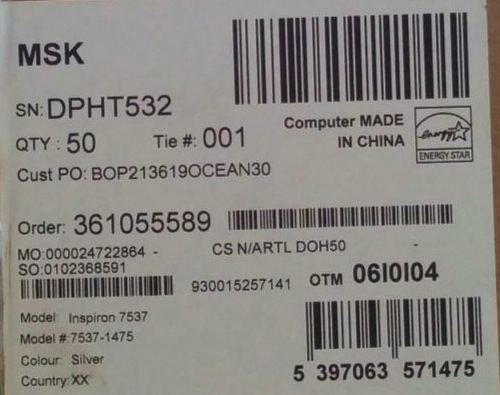 MSK
SN: DPHT532
QTY : 50 Tie #: 001
Computer MADE
IN CHINA
energy
ENERGY STAR
Cust PO: BOP213619OCEAN30
Order: 361055589
MO:000024722864 - CS N/ARTL DOH50 -
SO:0102368591
930015257141 OTM 06I0I04
Model: Inspiron 7537
Model #:7537-1475
Colour: Silver
Country:XX
5 397063 571475